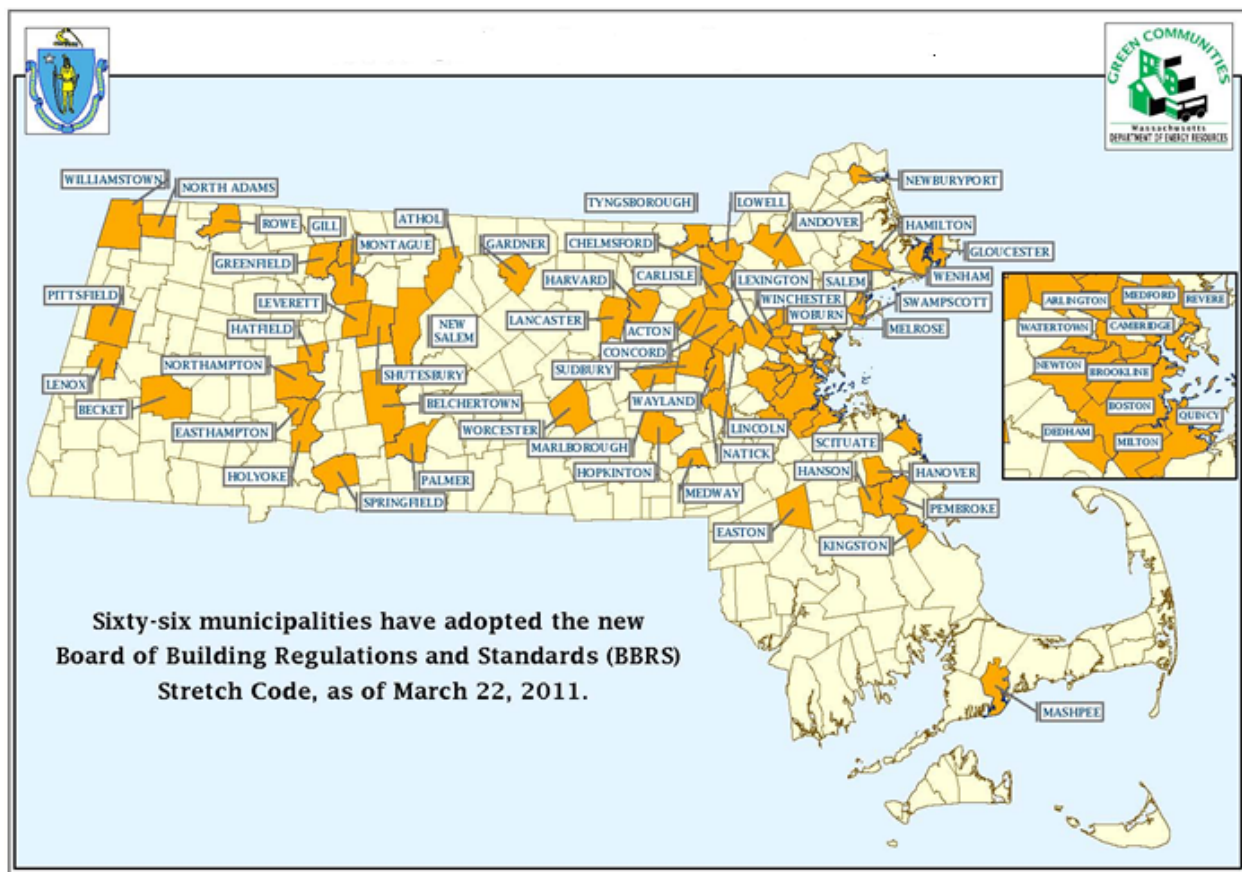 GREEN COMMUNITIES
Massachusetts
DEPARTMENT OF ENERGY RESOURCES
WILLIAMSTOWN
NORTH ADAMS
ROWE
GILL
ATHOL
MONTAGUE
GREENFIELD
GARDNER
TYNGSBOROUGH
LOWELL
NEWBURYPORT
ANDOVER
HAMILTON
CHELMSFORD
GLOUCESTER
CARLISLE
LEXINGTON
SALEM
WENHAM
HARVARD
WINCHESTER
SWAMPSCOTT
PITTSFIELD
LEVERETT
LANCASTER
WOBURN
MELROSE
HATFIELD
NEW
SALEM
ACTON
CONCORD
NORTHAMPTON
SHUTESBURY
SUDBURY
LENOX
BECKET
BELCHERTOWN
WAYLAND
EASTHAMPTON
WORCESTER
LINCOLN
MARLBOROUGH
NATICK
SCITUATE
HOLYOKE
PALMER
HOPKINTON
HANSON
HANOVER
SPRINGFIELD
MEDWAY
PEMBROKE
EASTON
KINGSTON
MASHPEE
ARLINGTON
MEDFORD
REVERE
WATERTOWN
CAMBRIDGE
NEWTON
BROOKLINE
BOSTON
QUINCY
DEDHAM
MILTON
Sixty-six municipalities have adopted the new
Board of Building Regulations and Standards (BBRS)
Stretch Code, as of March 22, 2011.